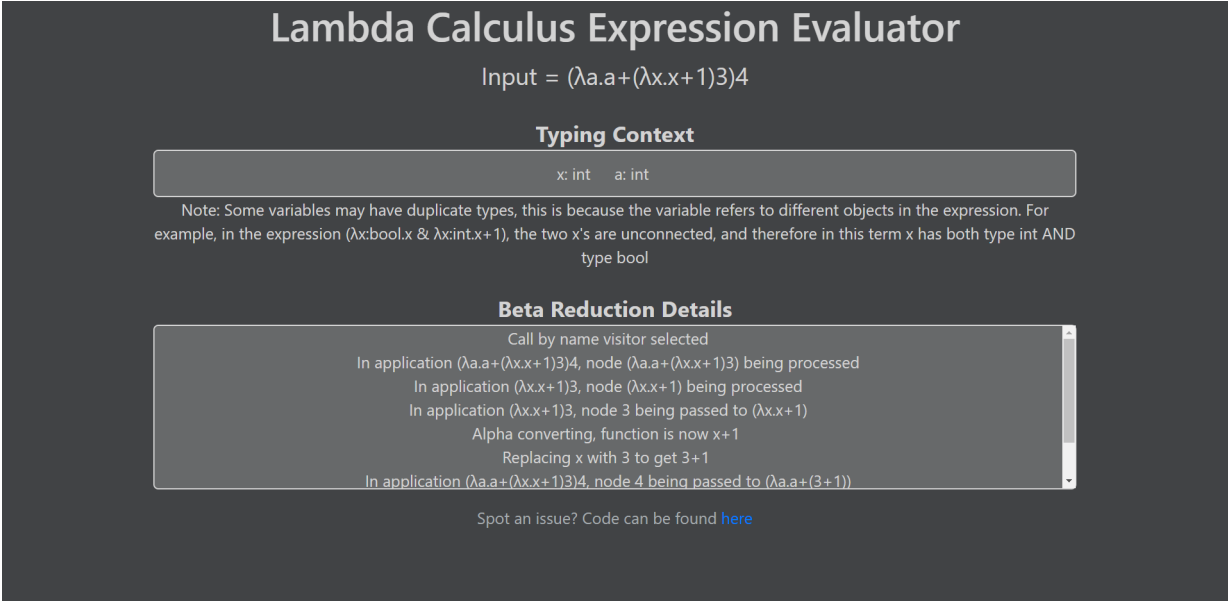 Lambda Calculus Expression Evaluator
Input = (λa.a+(λx.x+1)3)4
Typing Context
x: int a: int
Note: Some variables may have duplicate types, this is because the variable refers to different objects in the expression. For
example, in the expression (λx:bool.x & λx:int.x+1), the two x's are unconnected, and therefore in this term x has both type int AND
type bool
Beta Reduction Details
Call by name visitor selected
In application (λa.a+(λx.x+1)3)4, node (λa.a+(λx.x+1)3) being processed
In application (λx.x+1)3, node (λx.x+1) being processed
In application (λx.x+1)3, node 3 being passed to (λx.x+1)
Alpha converting, function is now x+1
Replacing x with 3 to get 3+1
In application (λa.a+(λx.x+1)3)4, node 4 being passed to (λa.a+(3+1))
Spot an issue? Code can be found here